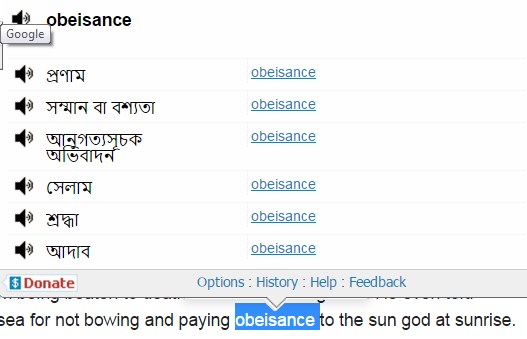 obeisance
Google
প্রণাম obeisance
সম্মান বা বশ্যতা obeisance
আনুগত্যসূচক obeisance
অভিবাদন
সেলাম obeisance
শ্রদ্ধা obeisance
আদাব obeisance
$ Donate Options : History : Help : Feedback
sea for not bowing and paying obeisance to the sun god at sunrise.